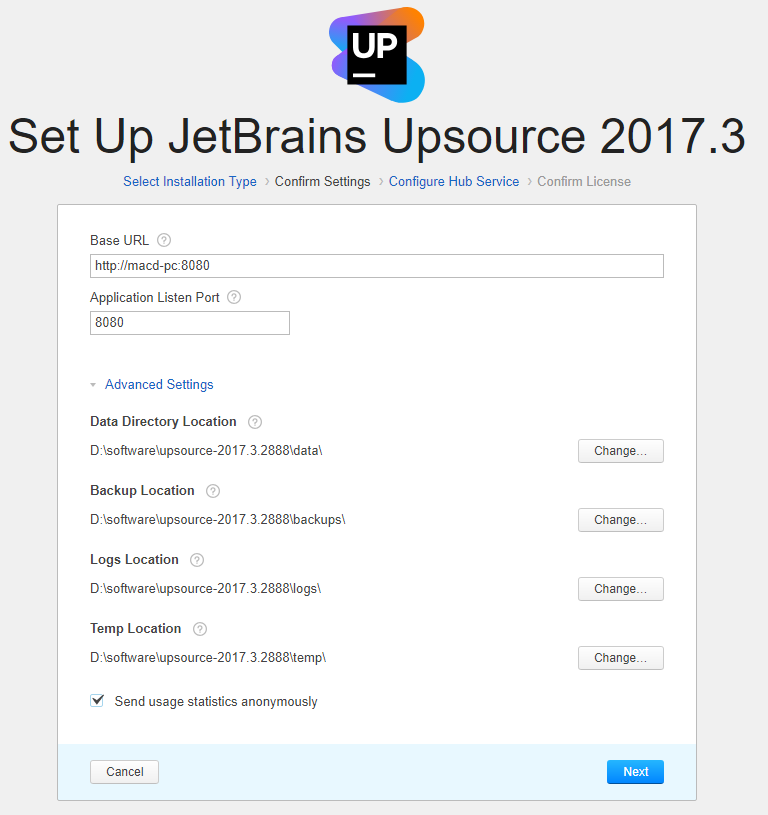 UP
Set Up JetBrains Upsource 2017.3
Select Installation Type › Confirm Settings › Configure Hub Service › Confirm License
Base URL ?
http://macd-pc:8080
Application Listen Port ?
8080
Advanced Settings
Data Directory Location ?
D:\software\upsource-2017.3.2888\data\ Change...
Backup Location ?
D:\software\upsource-2017.3.2888\backups\ Change...
Logs Location ?
D:\software\upsource-2017.3.2888\logs\ Change...
Temp Location ?
D:\software\upsource-2017.3.2888\temp\ Change...
Send usage statistics anonymously
Cancel Next